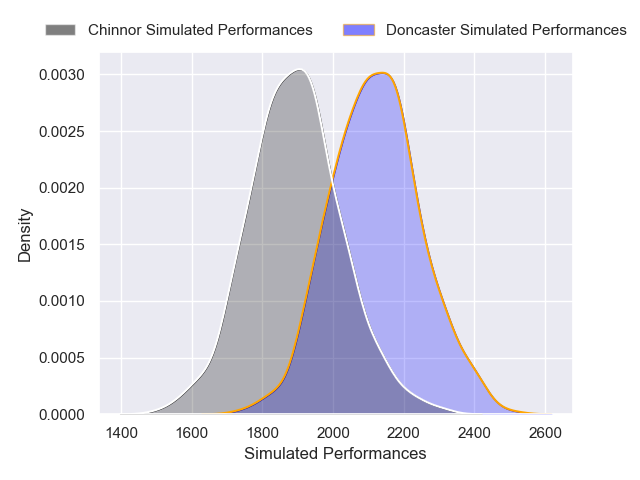 Chinnor Simulated Performances
Doncaster Simulated Performances
0.0030
0.0025
0.0020
0.0015
0.0010
0.0005
0.0000
Density
1400 1600 1800 2000 2200 2400 2600
Simulated Performances